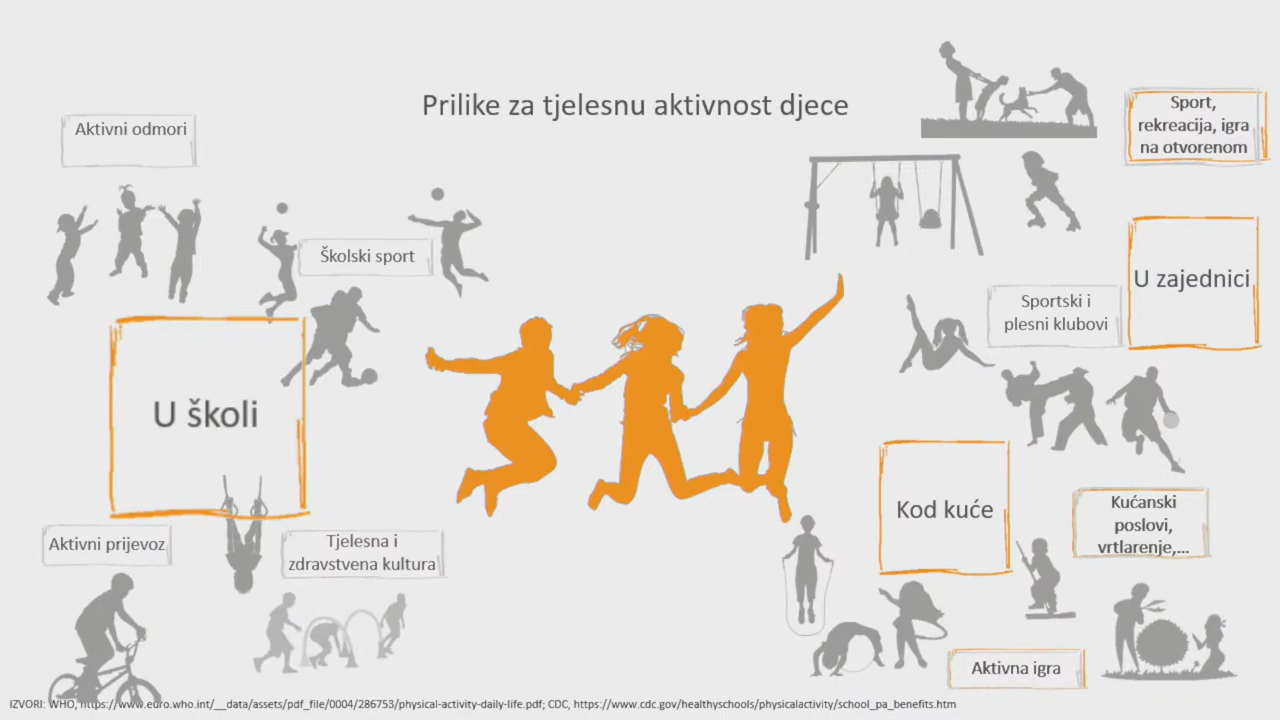 Prilike za tjelesnu aktivnost djece
Aktivni odmori
Školski sport
U školi
Aktivni prijevoz
Tjelesna i
zdravstvena kultura
Sport,
rekreacija, igra
na otvorenom
U zajednici
Sportski i
plesni klubovi
Kod kuće
Kućanski
poslovi,
vrtlarenje,...
Aktivna igra
IZVORI: WHO, https://www.euro.who.int/__data/assets/pdf_file/0004/286753/physical-activity-daily-life.pdf; CDC, https://www.cdc.gov/healthyschools/physicalactivity/school_pa_benefits.htm